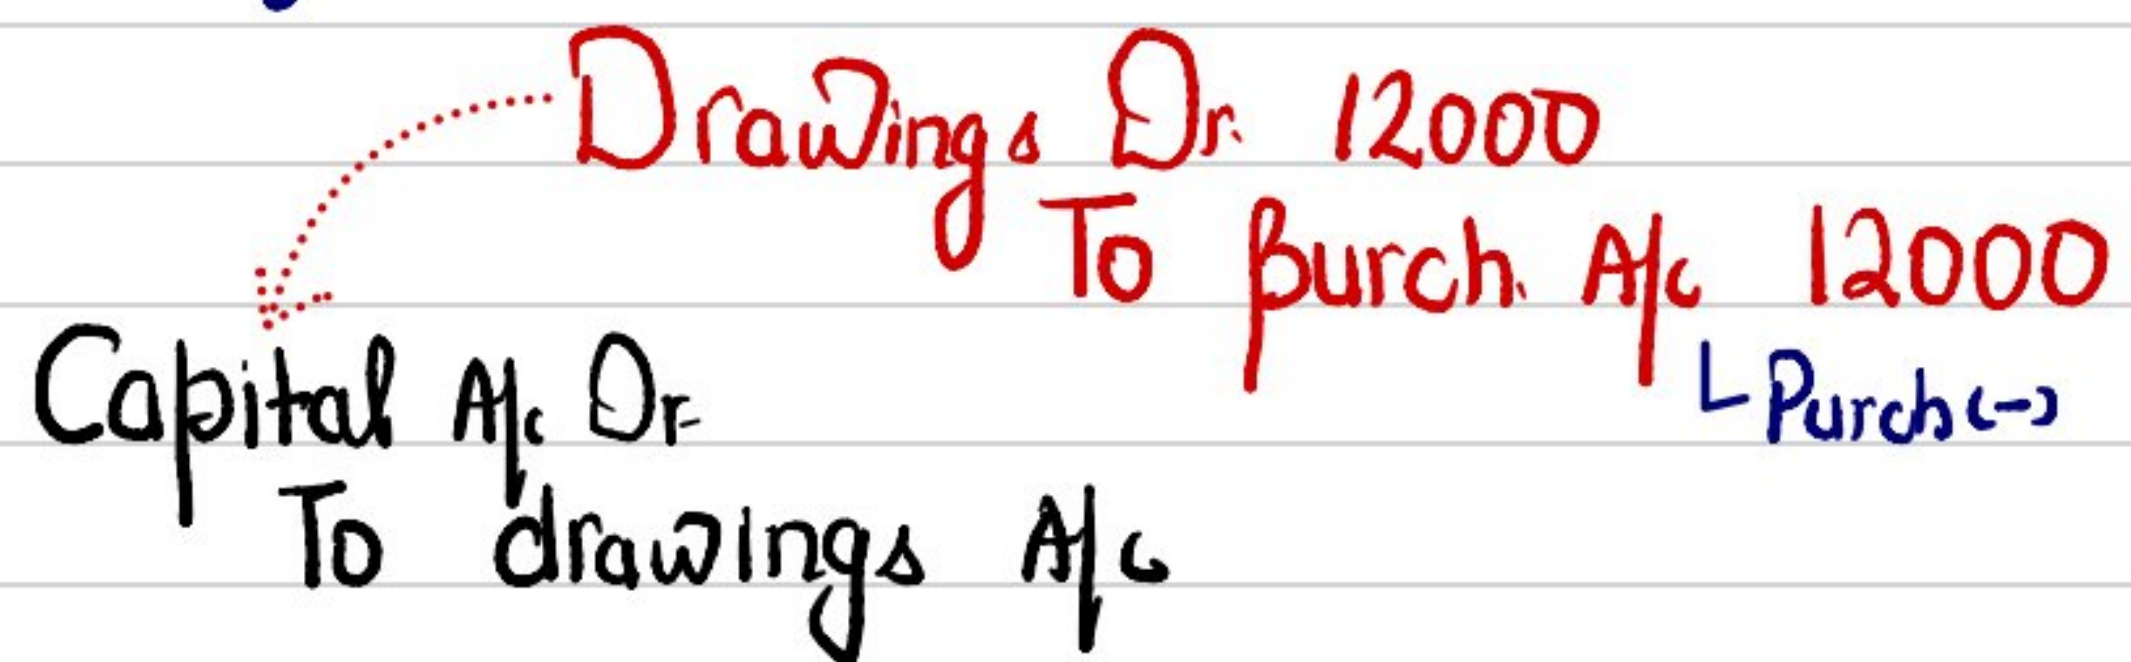 Drawings Dr. 12000
To Purch. A/c 12000
Purch (-)
Capital A/c Dr
To drawings A/c